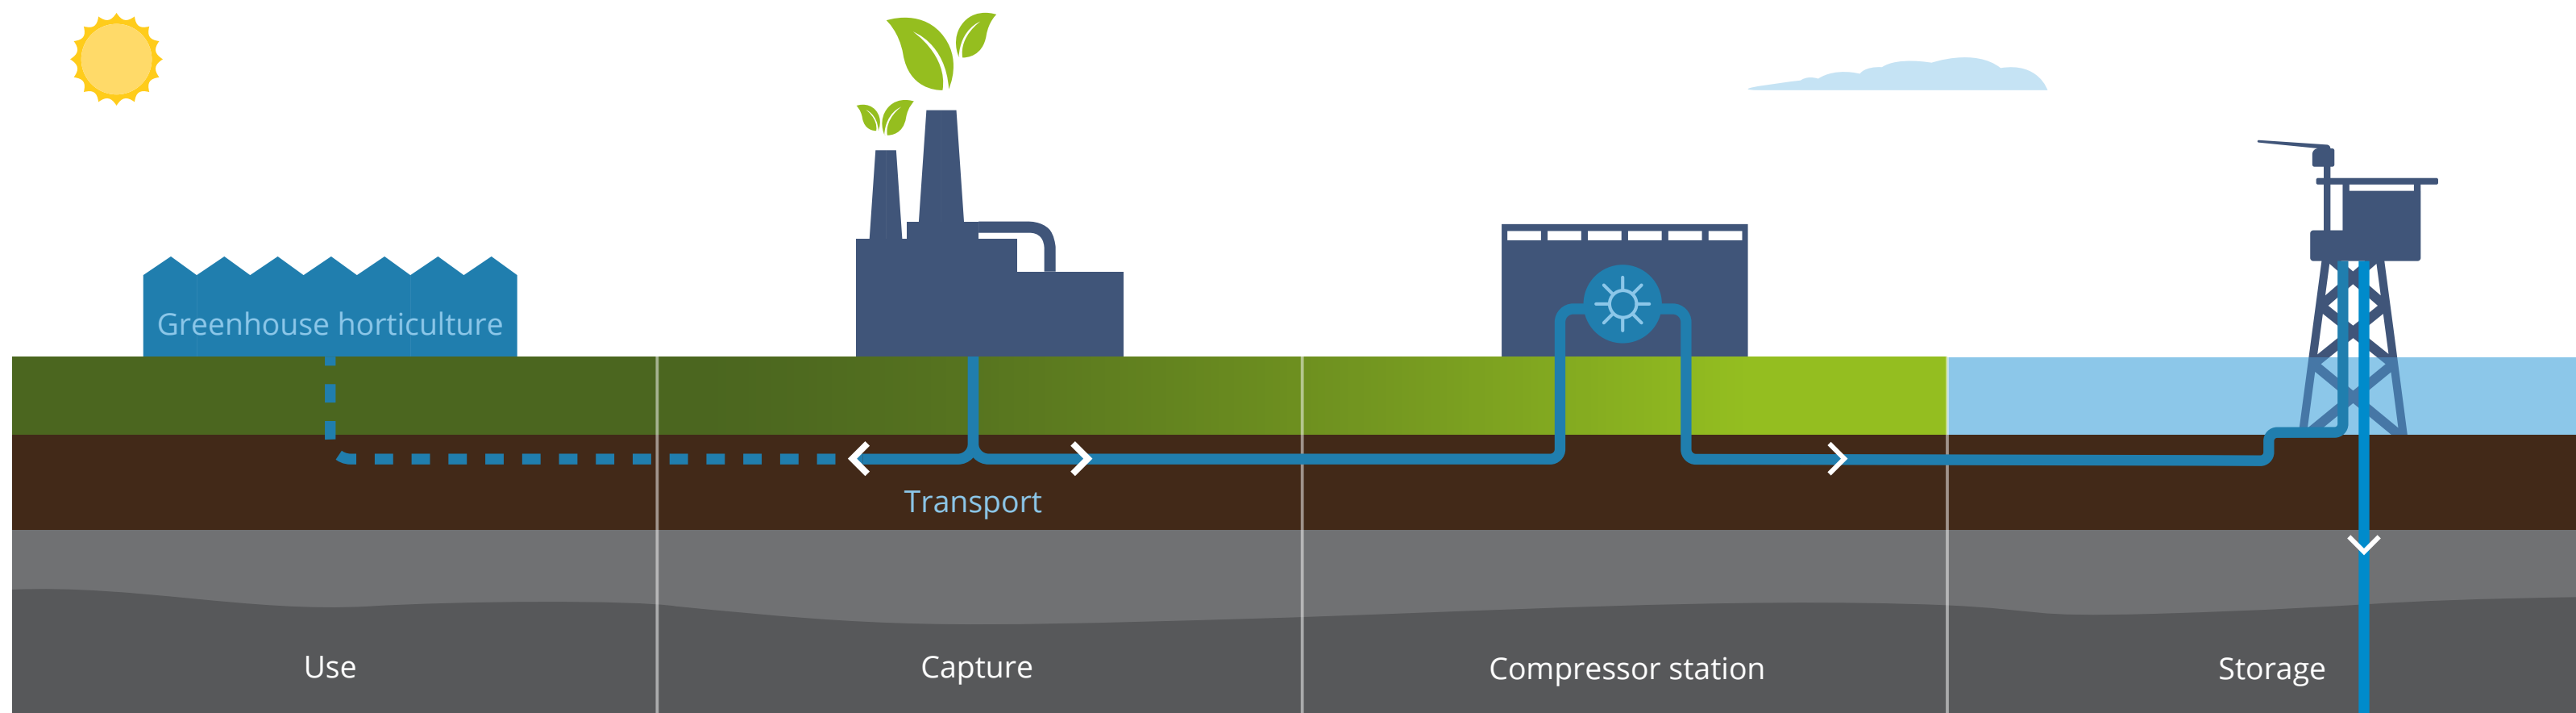 Greenhouse horticulture
Transport
Use
Capture
Compressor station
Storage